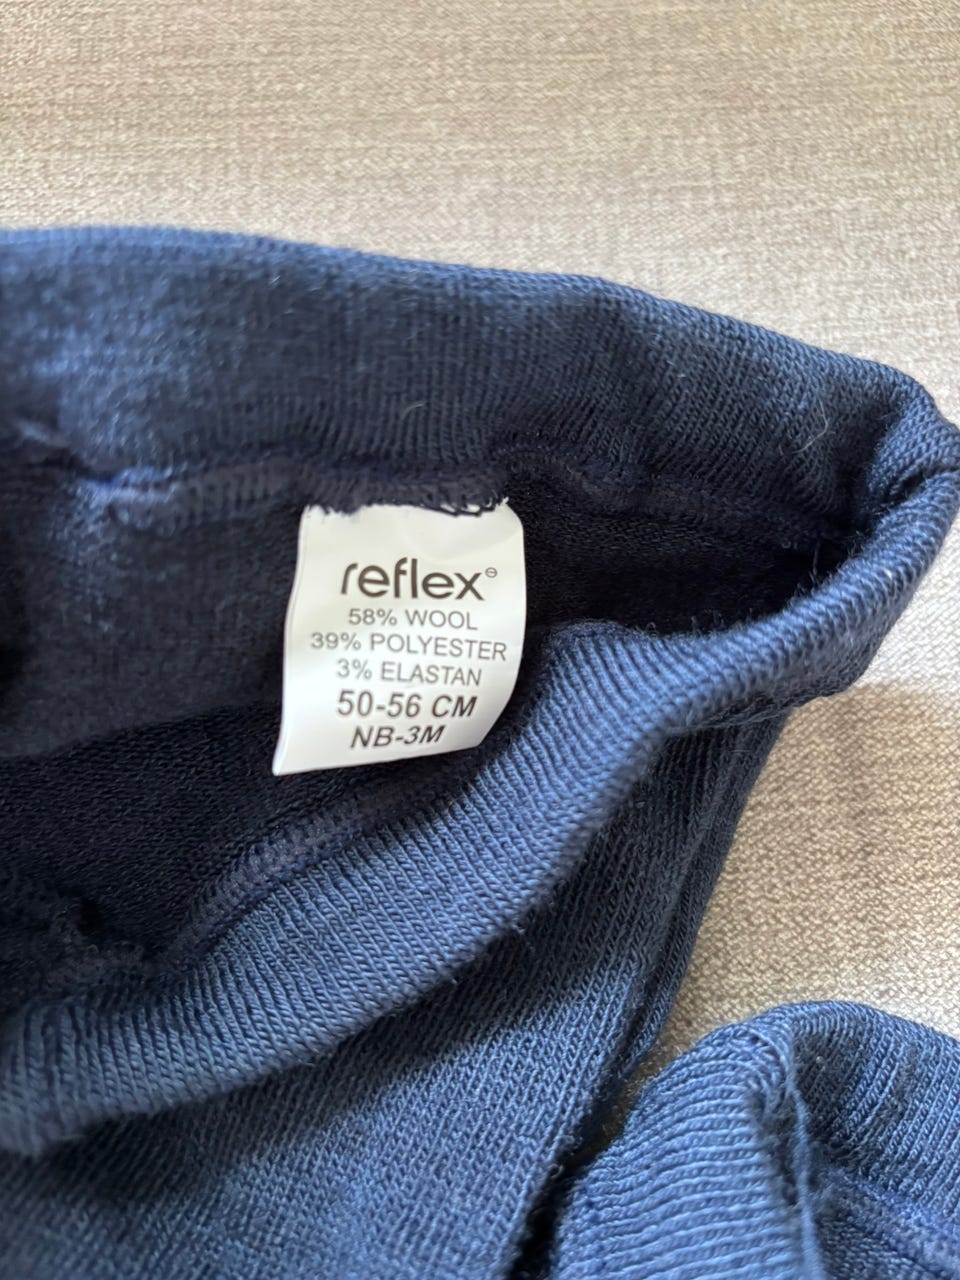 reflex
58% WOOL
39% POLYESTER
3% ELASTAN
50-56 CM
NB-3M